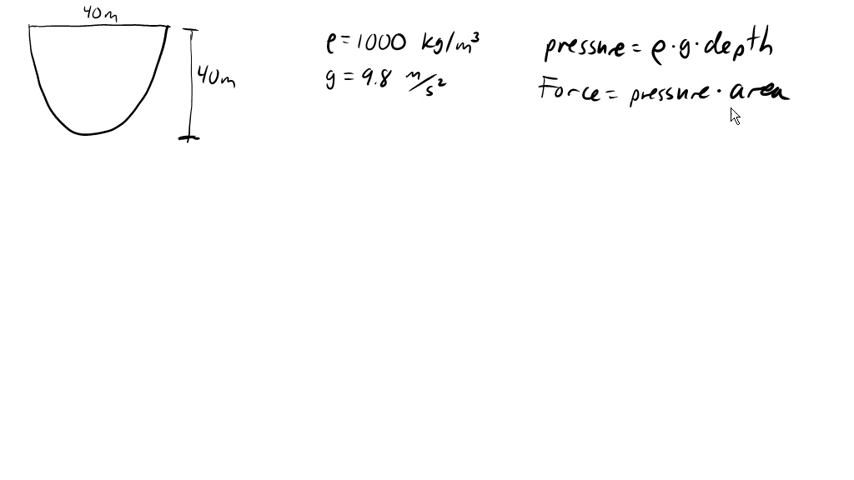 40m
40m
ρ = 1000 kg/m³
g = 9.8 m/s²
pressure = ρ · g · depth
Force = pressure · area